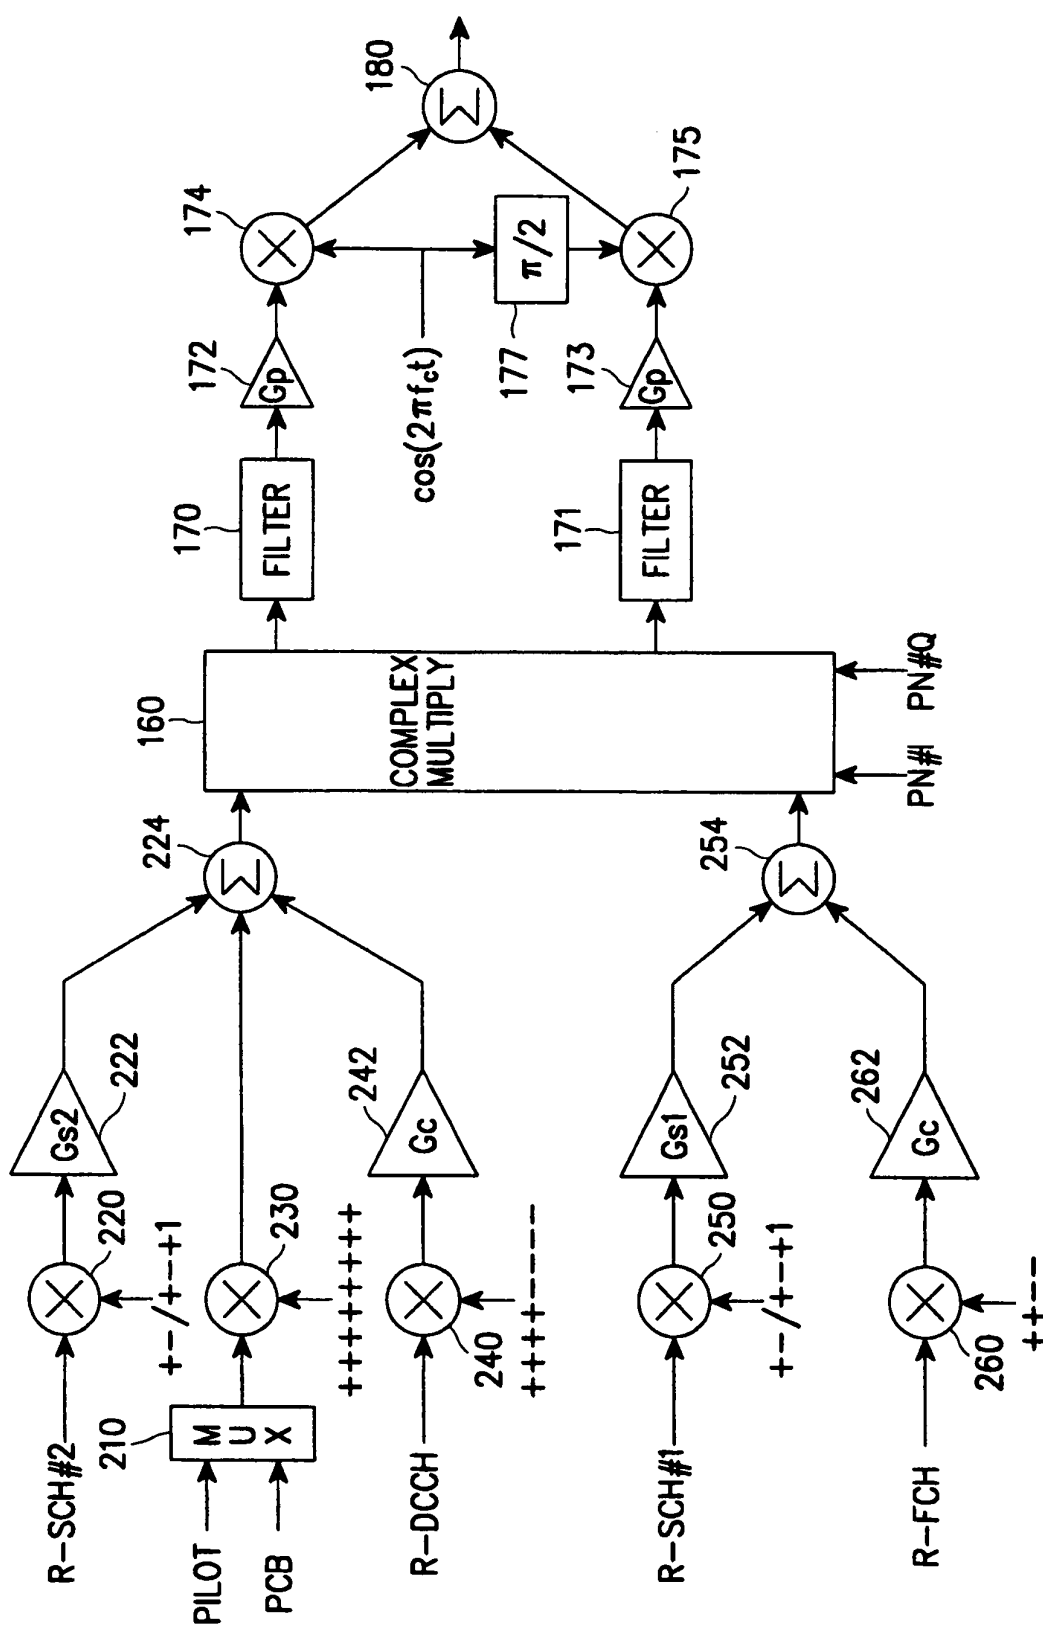 R-SCH#2
220
+-/+--+1
Gs2
222
PILOT
PCB
210
M
U
X
230
++++++++
R-DCCH
240
++++----
Gc
242
Σ
224
R-SCH#1
250
+-/+--+1
Gs1
252
R-FCH
260
++--
Gc
262
Σ
254
160
COMPLEX
MULTIPLY
PN#I
PN#Q
170
FILTER
172
Gp
174
cos(2πfct)
177
π/2
171
FILTER
173
Gp
175
Σ
180